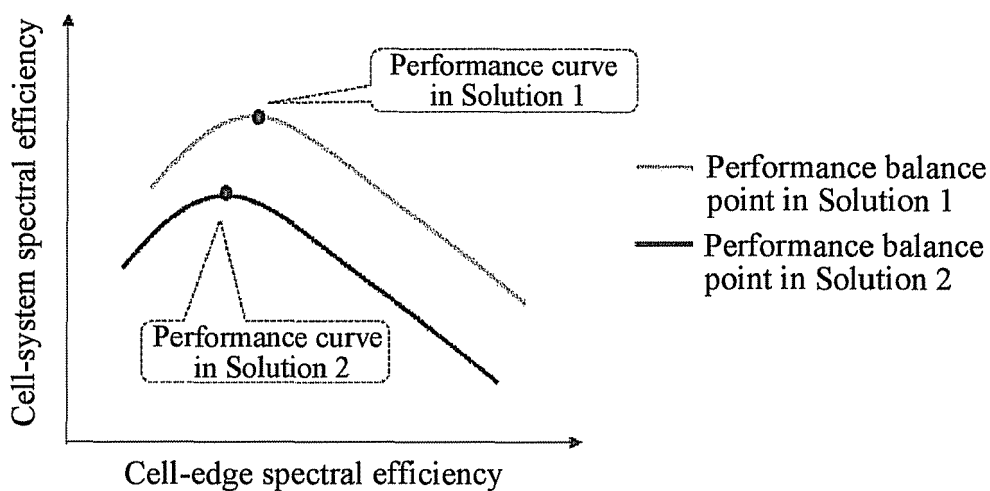 Cell-system spectral efficiency
Performance curve
in Solution 1
Performance balance
point in Solution 1
Performance balance
point in Solution 2
Performance curve
in Solution 2
Cell-edge spectral efficiency